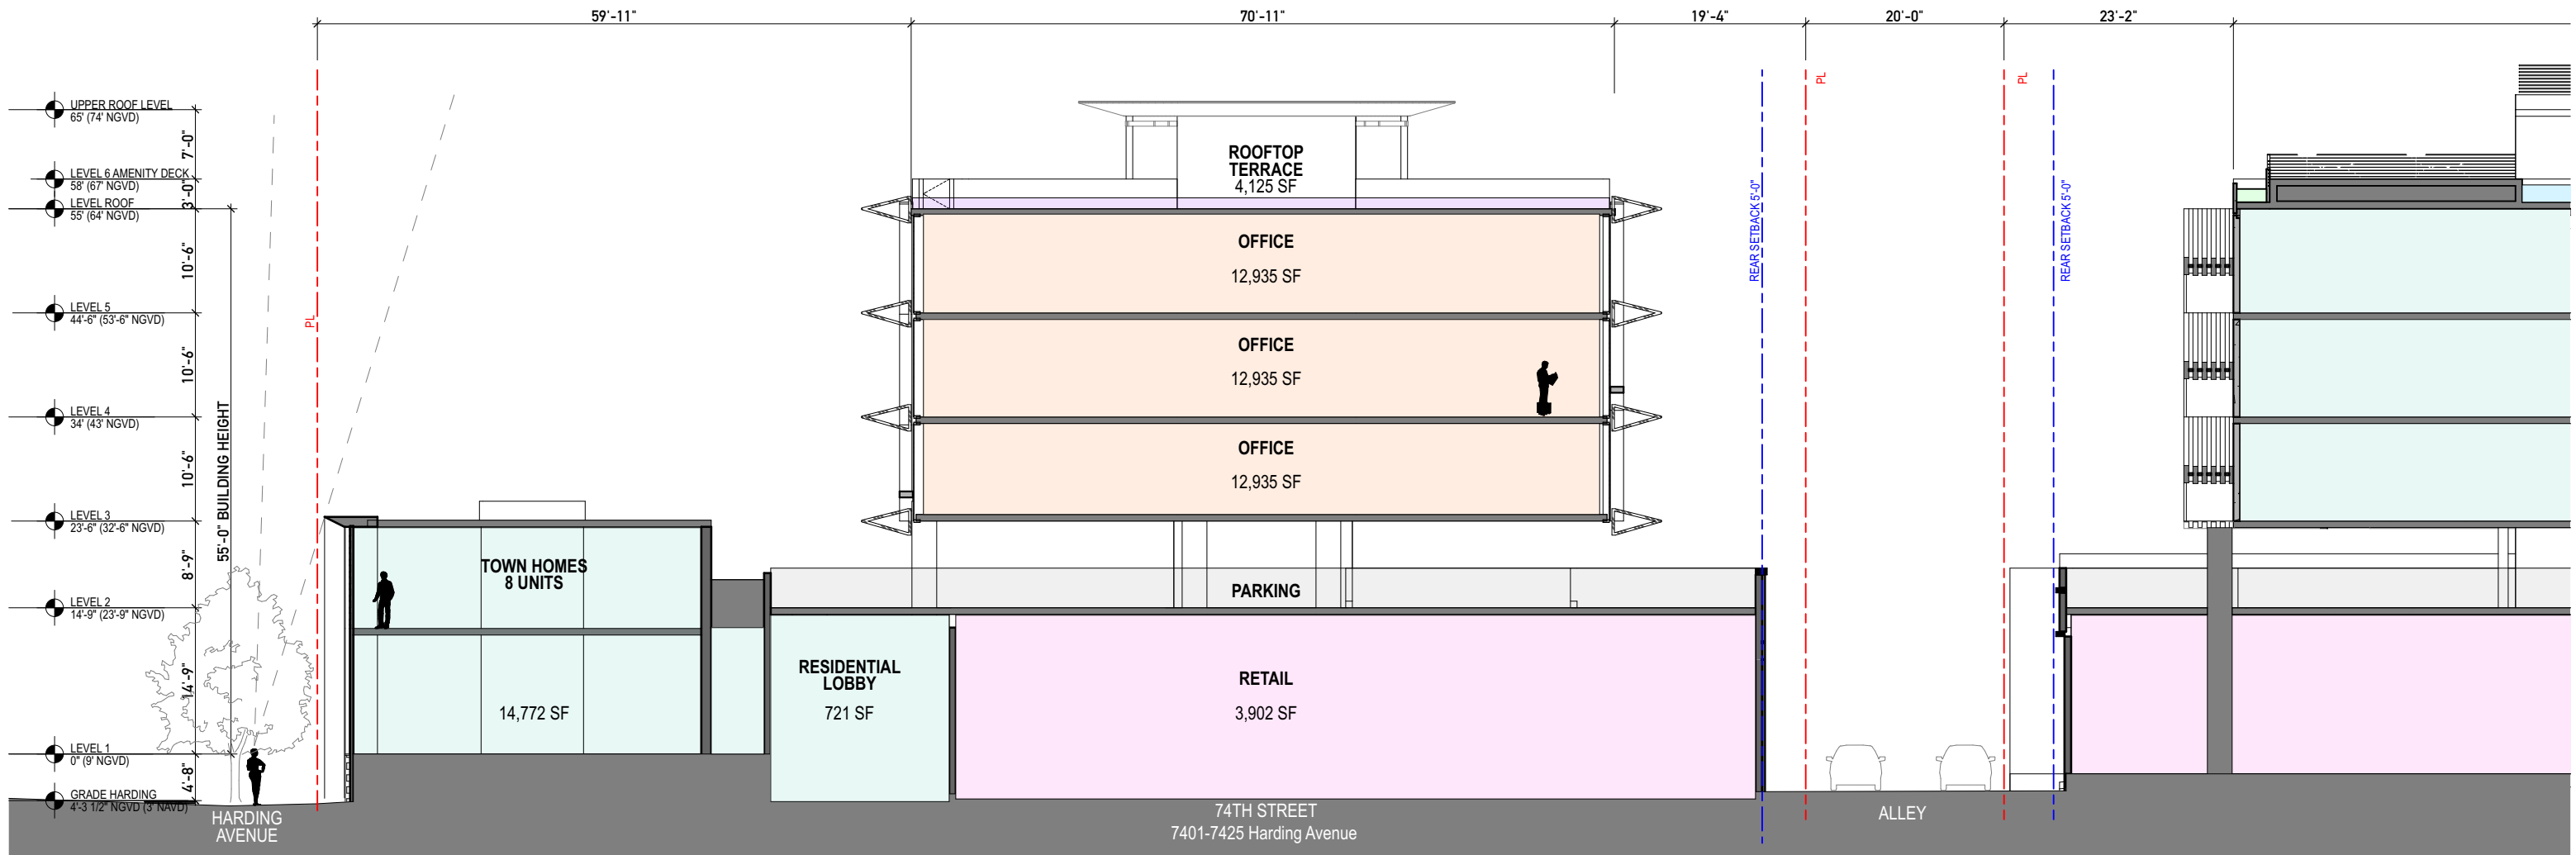 59'-11"
70'-11"
19'-4"
20'-0"
23'-2"
UPPER ROOF LEVEL
65' (74' NGVD)
7'-0"
LEVEL 6 AMENITY DECK
58' (67' NGVD)
3'-0"
LEVEL ROOF
55' (64' NGVD)
10'-6"
LEVEL 5
44'-6" (53'-6" NGVD)
10'-6"
LEVEL 4
34' (43' NGVD)
10'-6"
LEVEL 3
23'-6" (32'-6" NGVD)
8'-9"
LEVEL 2
14'-9" (23'-9" NGVD)
14'-9"
LEVEL 1
0" (9' NGVD)
4'-8"
GRADE HARDING
4'-3 1/2" NGVD (3' NAVD)
55'-0" BUILDING HEIGHT
PL
HARDING
AVENUE
TOWN HOMES
8 UNITS
14,772 SF
RESIDENTIAL
LOBBY
721 SF
ROOFTOP
TERRACE
4,125 SF
OFFICE
12,935 SF
OFFICE
12,935 SF
OFFICE
12,935 SF
PARKING
RETAIL
3,902 SF
74TH STREET
7401-7425 Harding Avenue
REAR SETBACK 5'-0"
PL
PL
REAR SETBACK 5'-0"
ALLEY